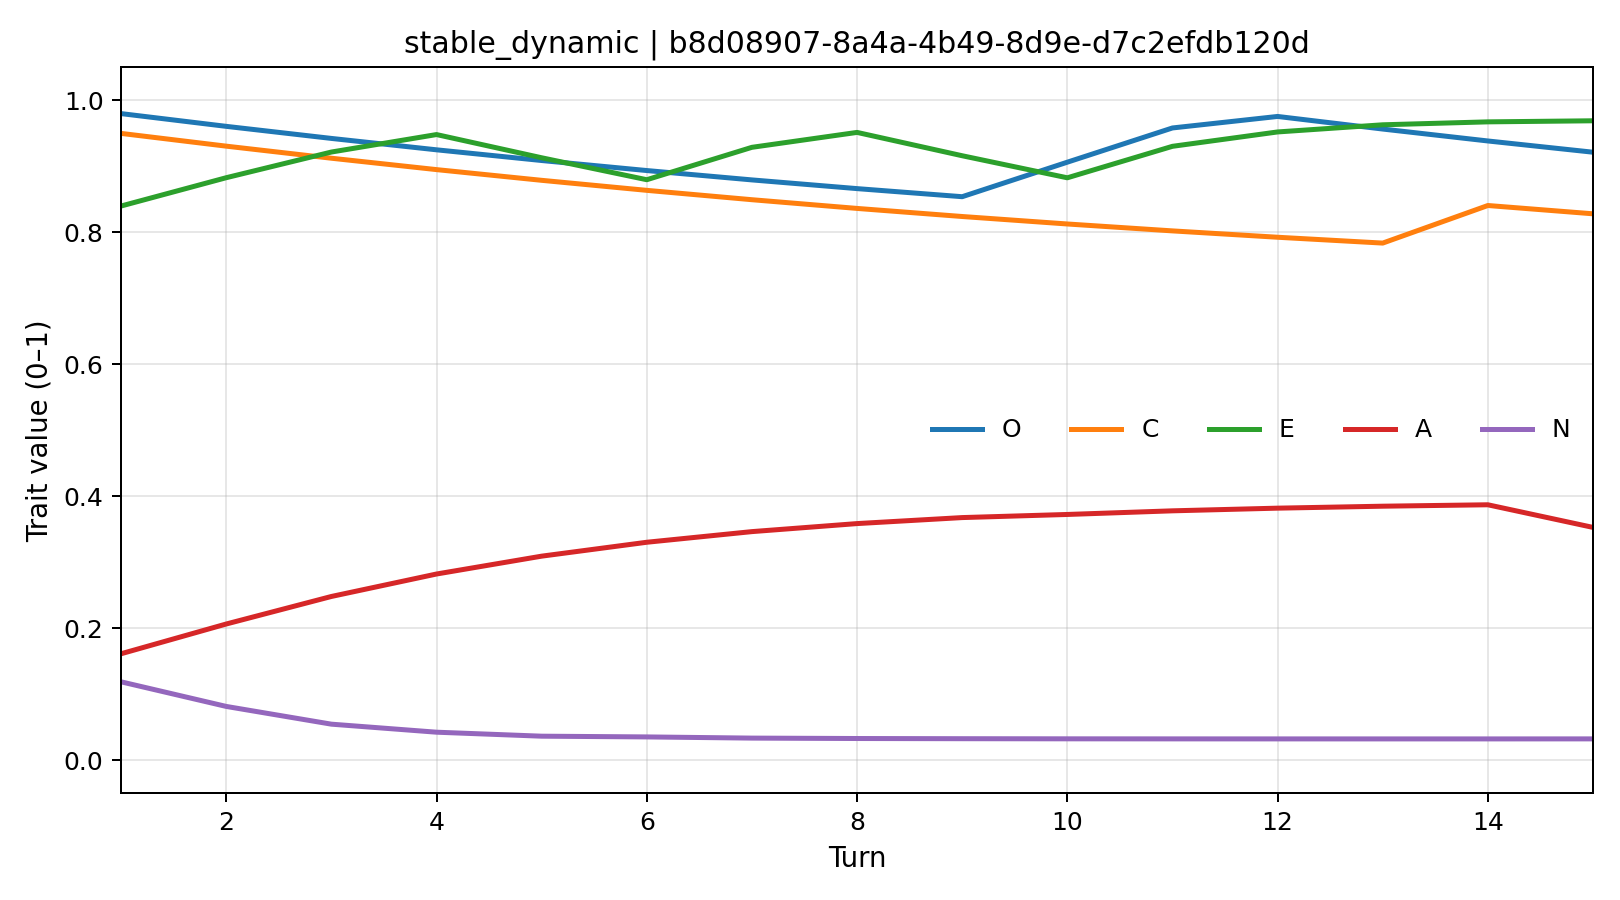 stable_dynamic | b8d08907-8a4a-4b49-8d9e-d7c2efdb120d
Trait value (0–1)
1.0
0.8
0.6
0.4
0.2
0.0
O C E A N
2 4 6 8 10 12 14
Turn